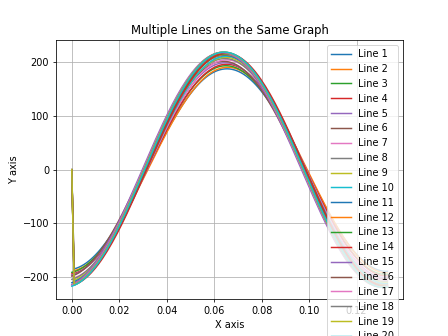 Multiple Lines on the Same Graph
Line 1
Line 2
Line 3
Line 4
Line 5
Line 6
Line 7
Line 8
Line 9
Line 10
Line 11
Line 12
Line 13
Line 14
Line 15
Line 16
Line 17
Line 18
Line 19
Line 20
Y axis
200
100
0
−100
−200
0.00
0.02
0.04
0.06
0.08
0.10
X axis